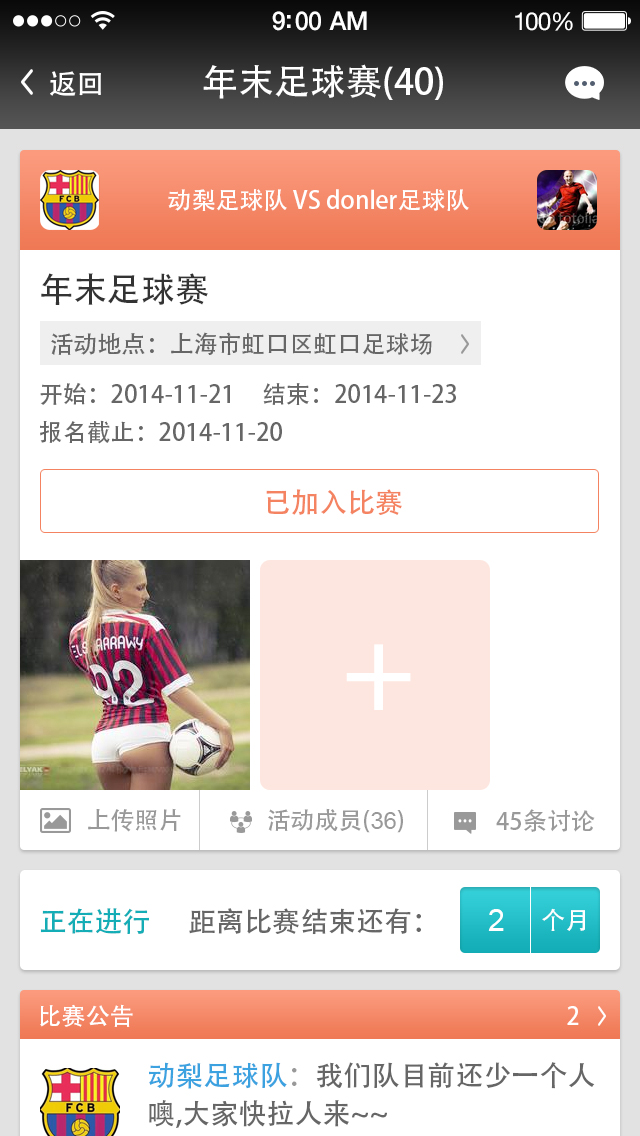 9:00 AM 100%
返回 年末足球赛(40)
FCB 动梨足球队 VS donler足球队
fotolia
年末足球赛
活动地点：上海市虹口区虹口足球场
开始：2014-11-21 结束：2014-11-23
报名截止：2014-11-20
已加入比赛
92
上传照片 活动成员(36) 45条讨论
正在进行 距离比赛结束还有： 2 个月
比赛公告 2
FCB 动梨足球队：我们队目前还少一个人
噢,大家快拉人来~~